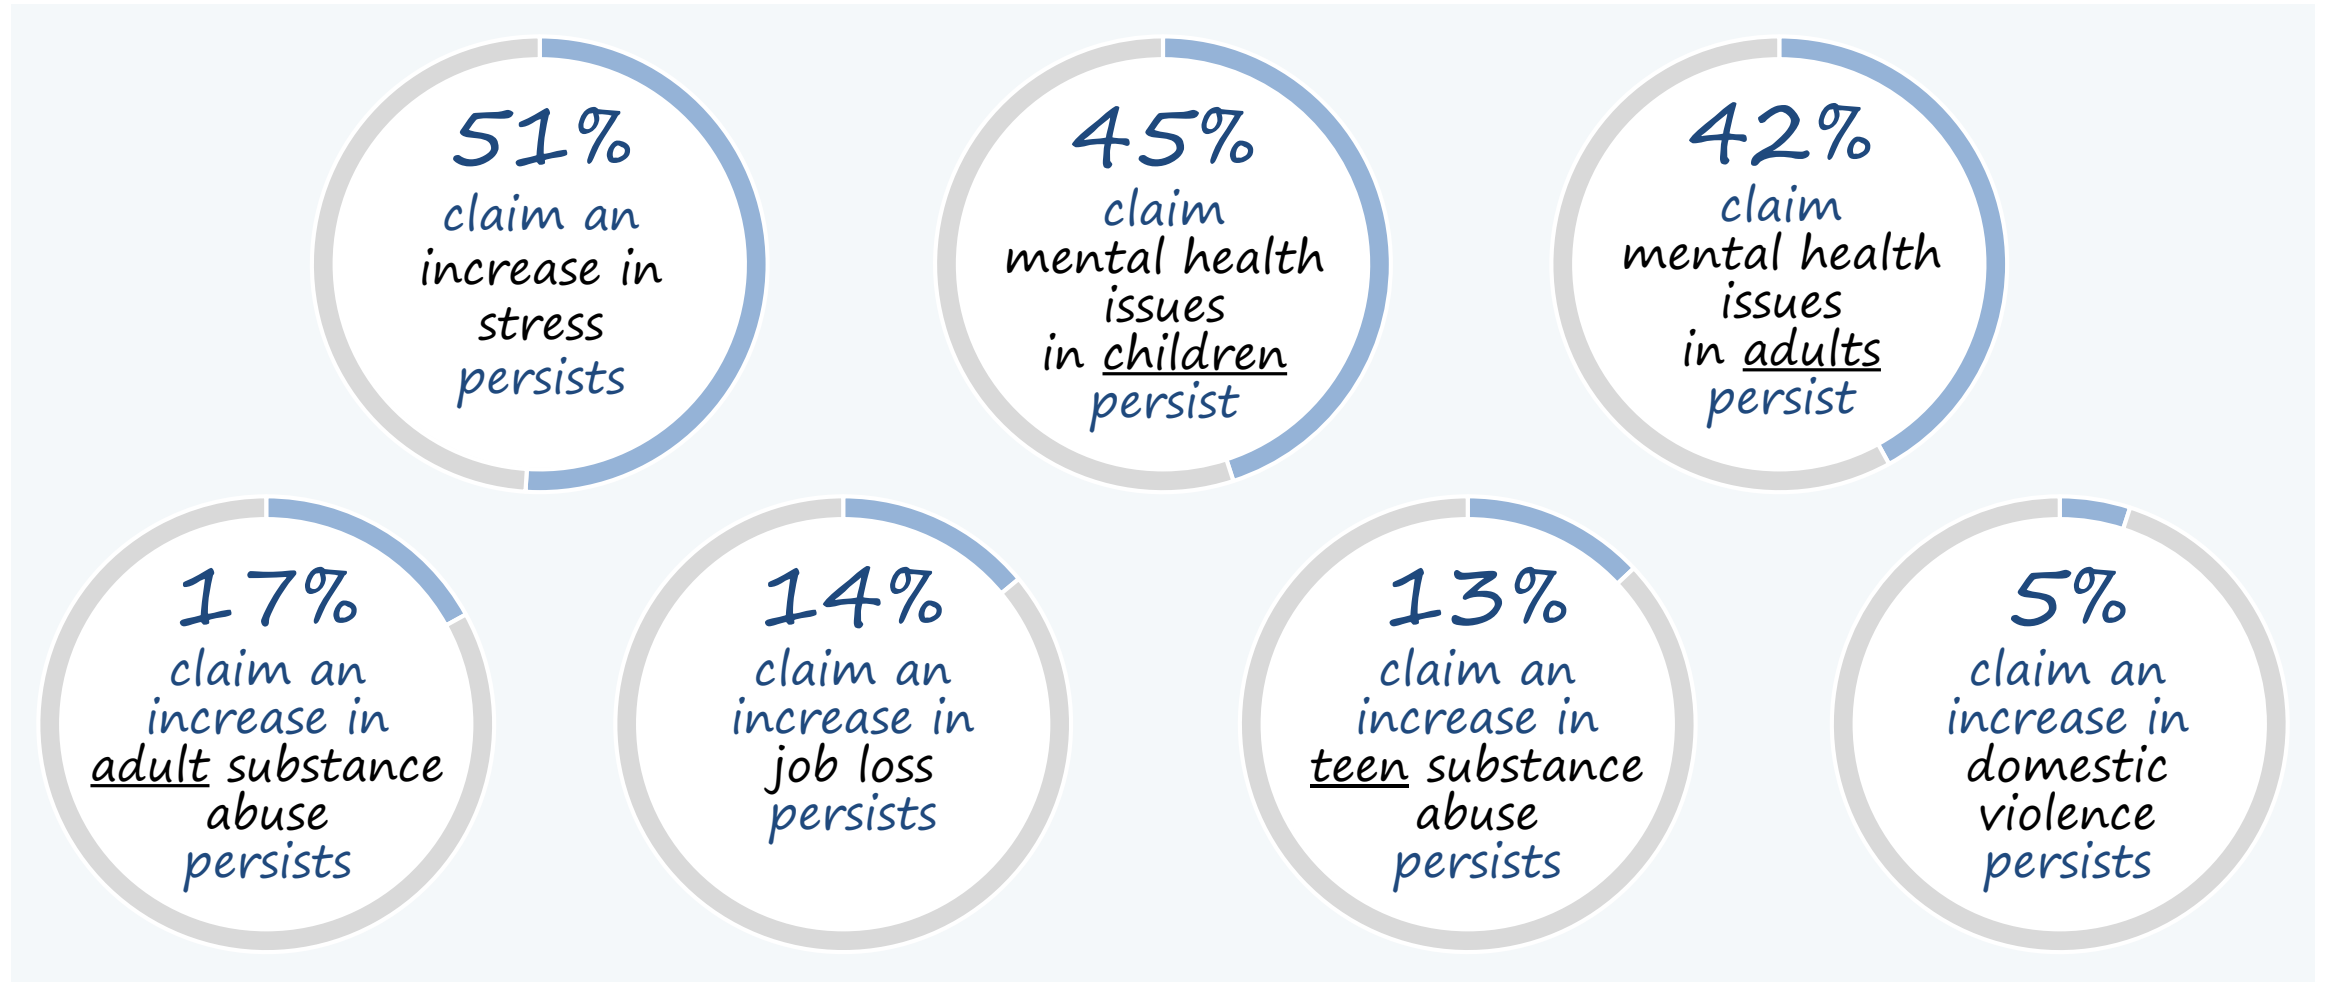 51%
claim an
increase in
stress
persists
45%
claim
mental health
issues
in children
persist
42%
claim
mental health
issues
in adults
persist
17%
claim an
increase in
adult substance
abuse
persists
14%
claim an
increase in
job loss
persists
13%
claim an
increase in
teen substance
abuse
persists
5%
claim an
increase in
domestic
violence
persists